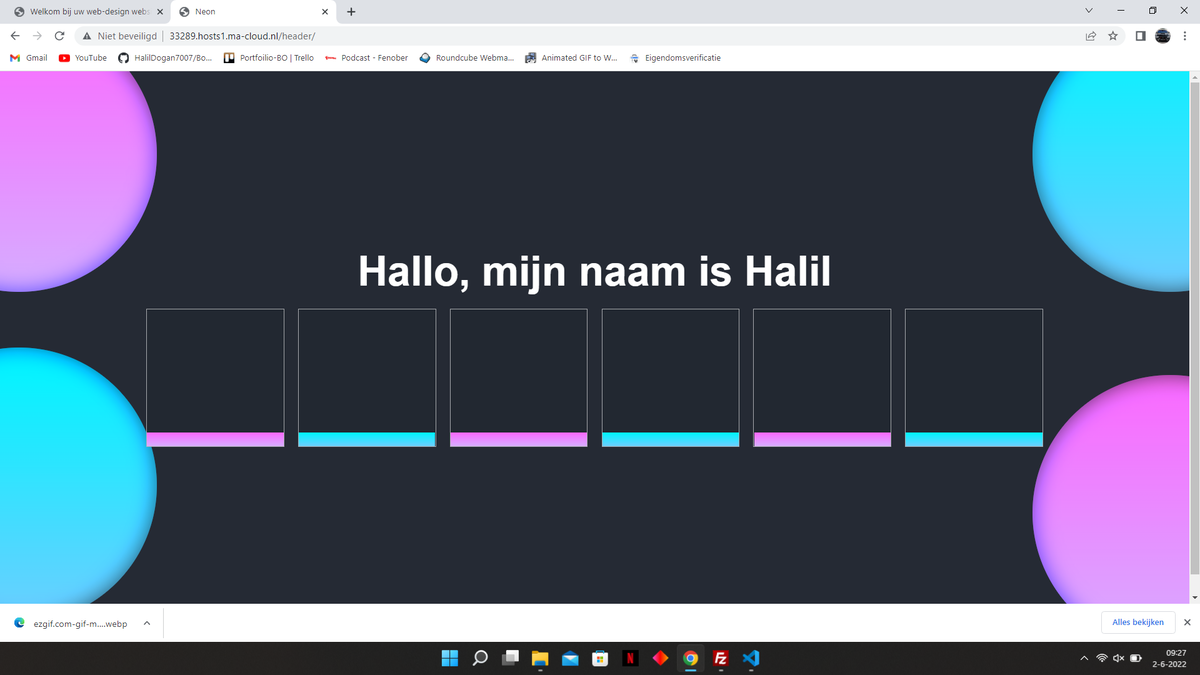 Welkom bij uw web-design webs
Neon
Niet beveiligd
33289.hosts1.ma-cloud.nl/header/
Gmail
YouTube
HalilDogan7007/Bo...
Portfoilio-BO | Trello
Podcast - Fenober
Roundcube Webma...
Animated GIF to W...
Eigendomsverificatie
Hallo, mijn naam is Halil
ezgif.com-gif-m....webp
Alles bekijken
N
FZ
09:27
2-6-2022